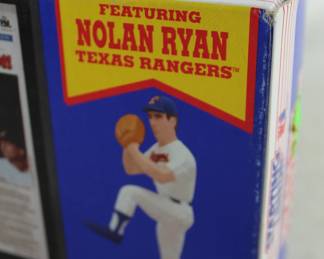 FEATURING
NOLAN RYAN
TEXAS RANGERS™